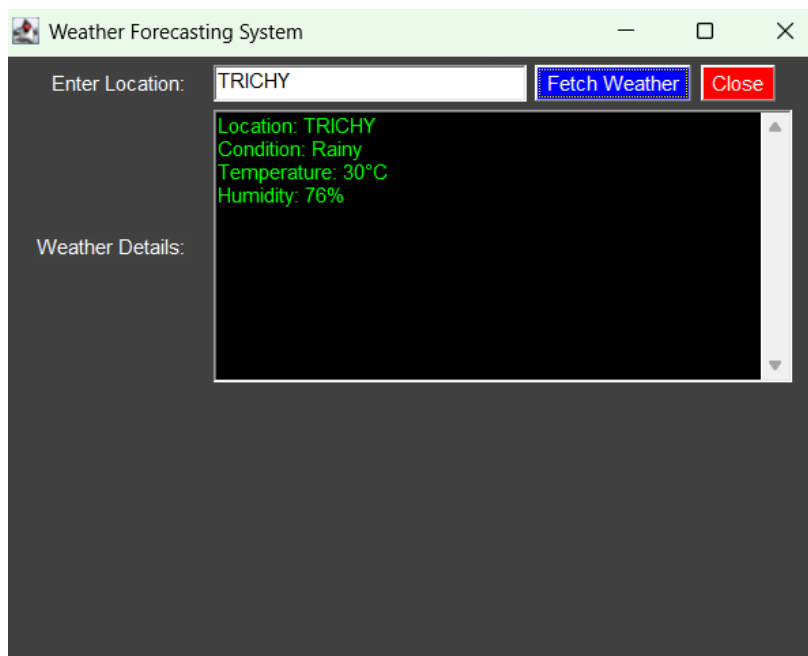 Weather Forecasting System
Enter Location: TRICHY Fetch Weather Close
Location: TRICHY
Condition: Rainy
Temperature: 30°C
Humidity: 76%
Weather Details: